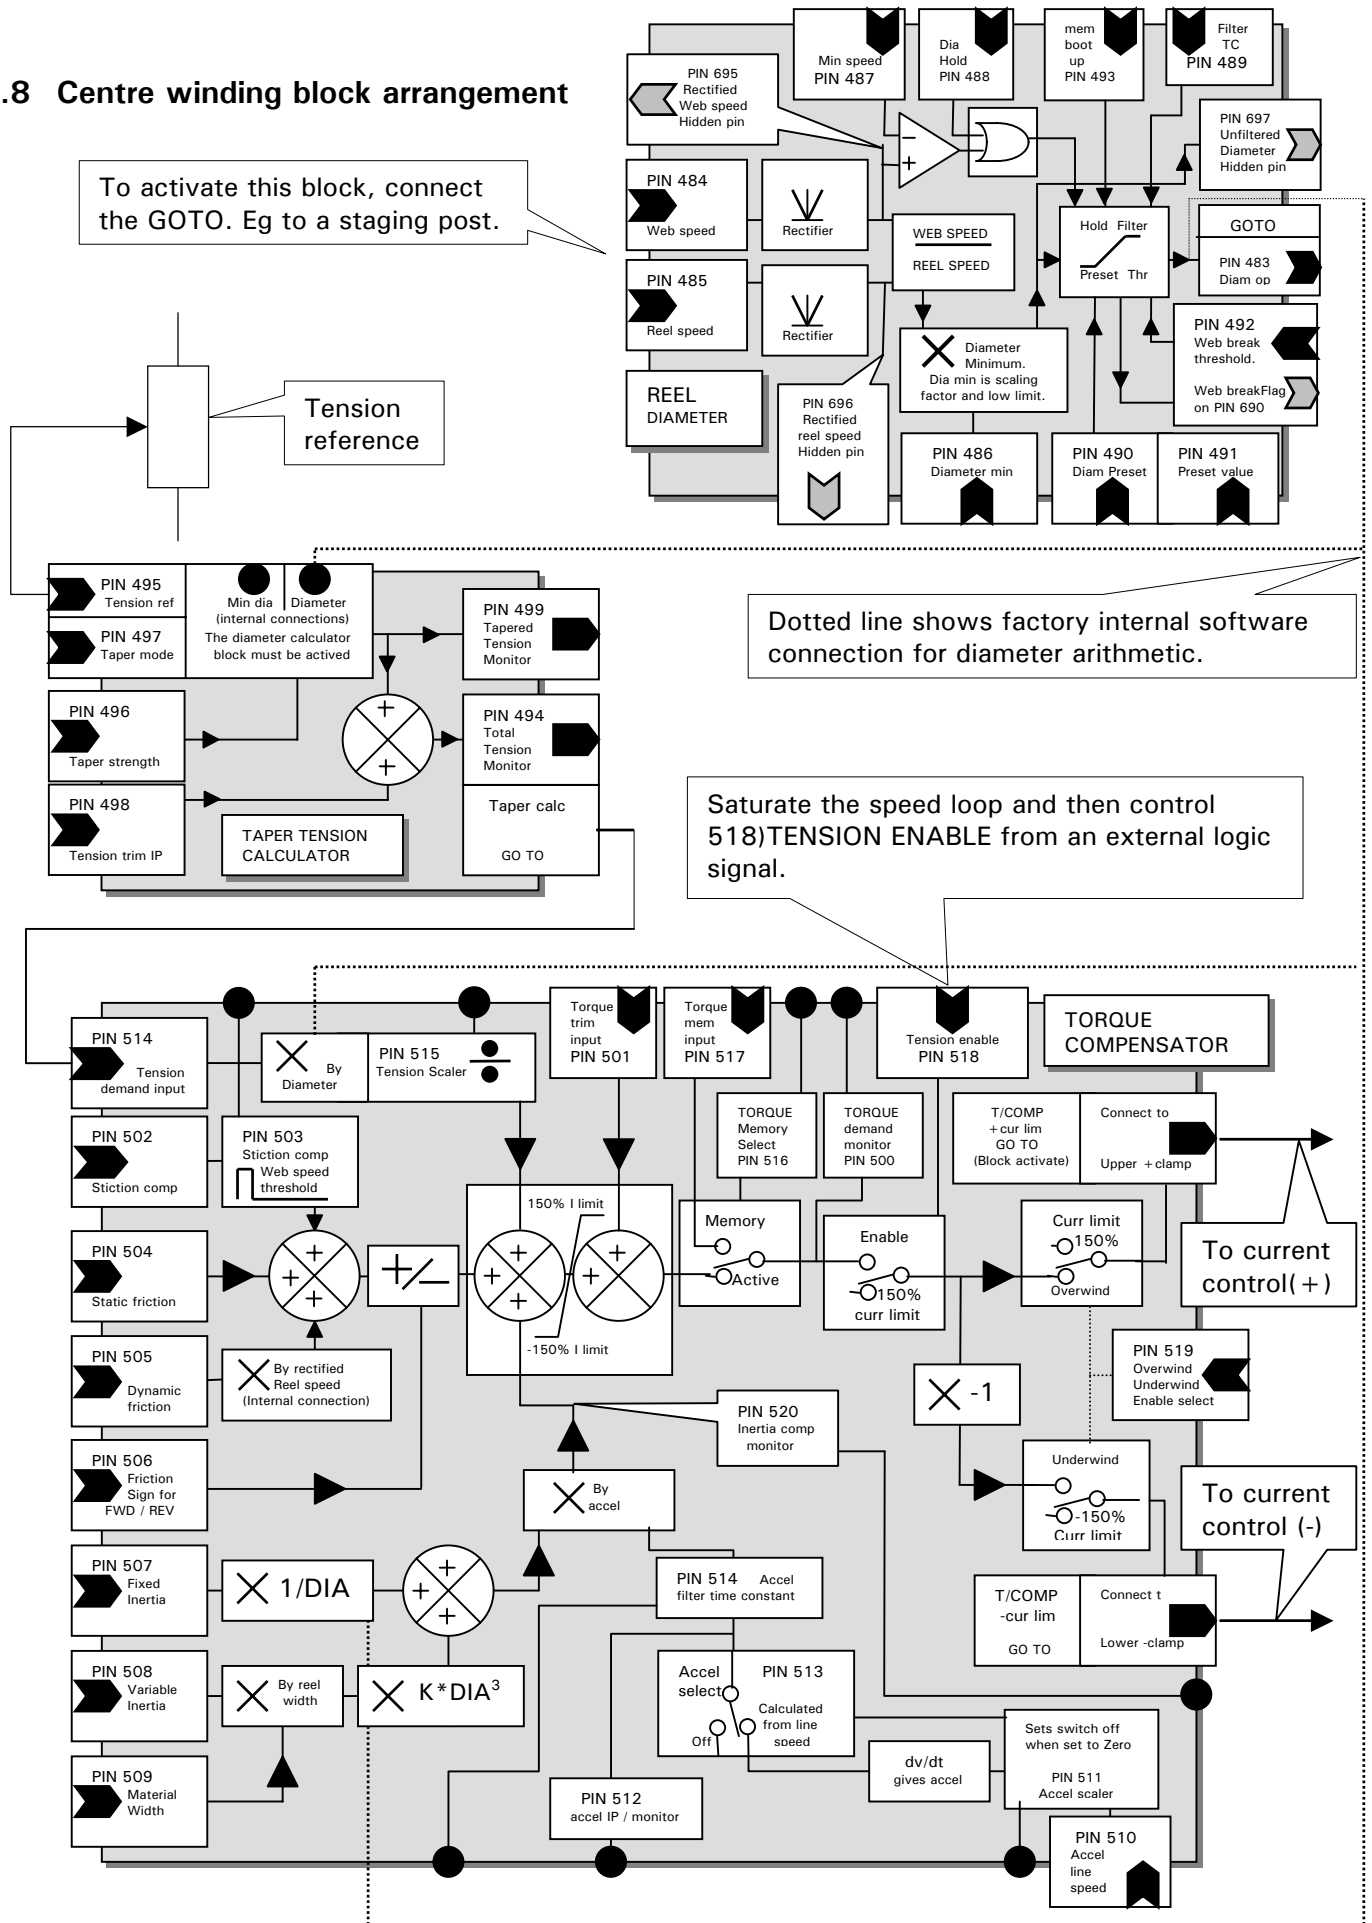 .8 Centre winding block arrangement
To activate this block, connect
the GOTO. Eg to a staging post.
PIN 695
Rectified
Web speed
Hidden pin
Min speed
PIN 487
Dia
Hold
PIN 488
mem
boot
up
PIN 493
Filter
TC
PIN 489
PIN 697
Unfiltered
Diameter
Hidden pin
−
+
PIN 484
Web speed
Rectifier
WEB SPEED
REEL SPEED
Hold Filter
Preset Thr
GOTO
PIN 483
Diam op
PIN 485
Reel speed
Rectifier
Diameter
Minimum.
Dia min is scaling
factor and low limit.
PIN 492
Web break
threshold.
Web breakFlag
on PIN 690
REEL
DIAMETER
PIN 696
Rectified
reel speed
Hidden pin
PIN 486
Diameter min
PIN 490
Diam Preset
PIN 491
Preset value
Tension
reference
PIN 495
Tension ref
PIN 497
Taper mode
Min dia
Diameter
(internal connections)
The diameter calculator
block must be actived
PIN 499
Tapered
Tension
Monitor
Dotted line shows factory internal software
connection for diameter arithmetic.
PIN 496
Taper strength
+
+
PIN 494
Total
Tension
Monitor
PIN 498
Tension trim IP
TAPER TENSION
CALCULATOR
Taper calc
GO TO
Saturate the speed loop and then control
518)TENSION ENABLE from an external logic
signal.
PIN 514
Tension
demand input
By
Diameter
PIN 515
Tension Scaler
Torque
trim
input
PIN 501
Torque
mem
input
PIN 517
Tension enable
PIN 518
TORQUE
COMPENSATOR
PIN 502
Stiction comp
PIN 503
Stiction comp
Web speed
threshold
TORQUE
Memory
Select
PIN 516
TORQUE
demand
monitor
PIN 500
T/COMP
+cur lim
GO TO
(Block activate)
Connect to
Upper +clamp
PIN 504
Static friction
+
+
+
+/−
150% I limit
+
+
+
+
+
-150% I limit
Memory
Active
Enable
150%
curr limit
Curr limit
150%
Overwind
To current
control(+)
PIN 505
Dynamic
friction
By rectified
Reel speed
(Internal connection)
-1
PIN 519
Overwind
Underwind
Enable select
PIN 520
Inertia comp
monitor
PIN 506
Friction
Sign for
FWD / REV
By
accel
Underwind
-150%
Curr limit
To current
control (-)
PIN 507
Fixed
Inertia
1/DIA
+
+
+
PIN 514 Accel
filter time constant
T/COMP
-cur lim
GO TO
Connect t
Lower -clamp
PIN 508
Variable
Inertia
By reel
width
K*DIA³
Accel
select
PIN 513
Calculated
from line
speed
Off
Sets switch off
when set to Zero
PIN 511
Accel scaler
dv/dt
gives accel
PIN 509
Material
Width
PIN 512
accel IP / monitor
PIN 510
Accel
line
speed